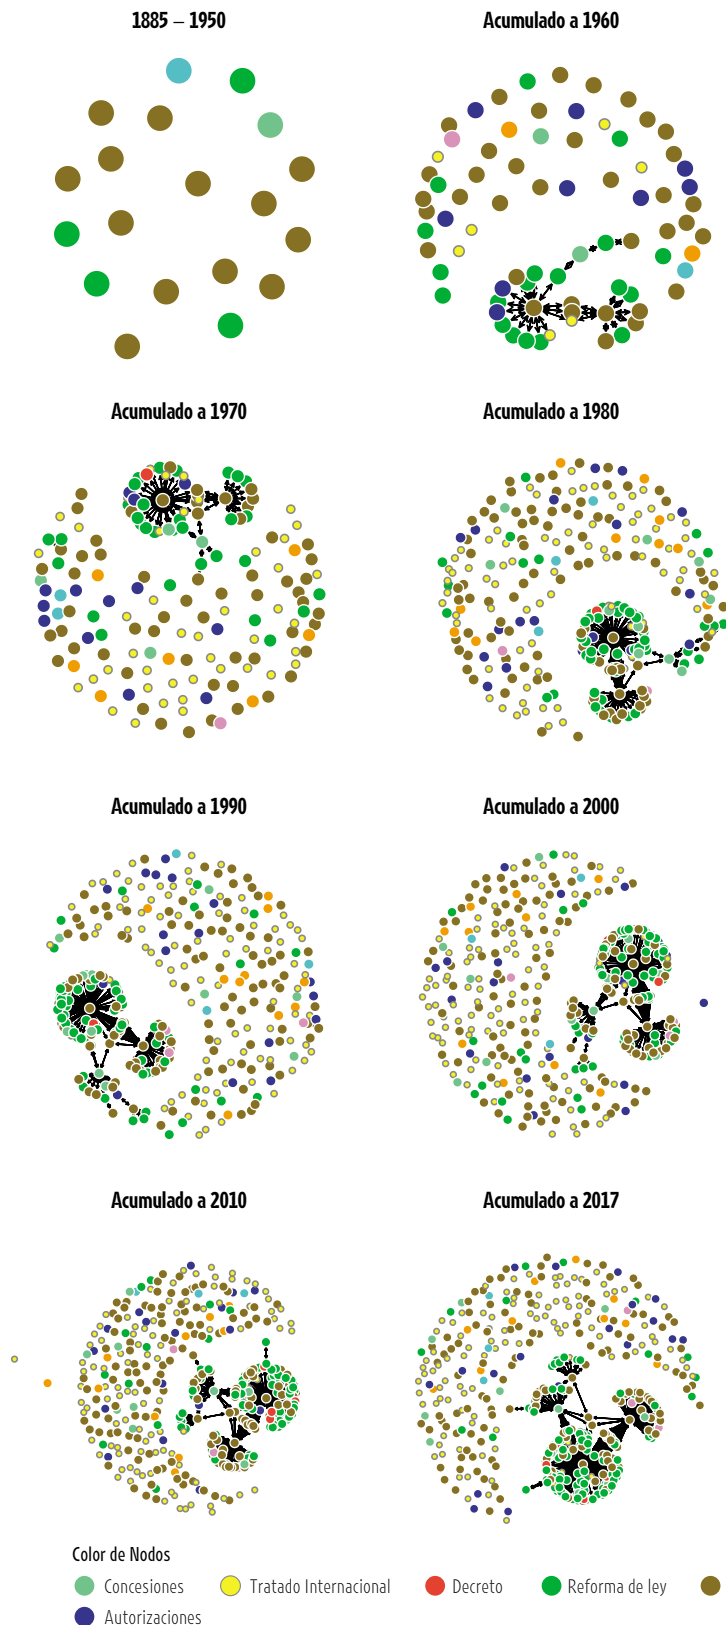 1885 – 1950
Acumulado a 1960
Acumulado a 1970
Acumulado a 1980
Acumulado a 1990
Acumulado a 2000
Acumulado a 2010
Acumulado a 2017
Color de Nodos
Concesiones
Tratado Internacional
Decreto
Reforma de ley
Autorizaciones